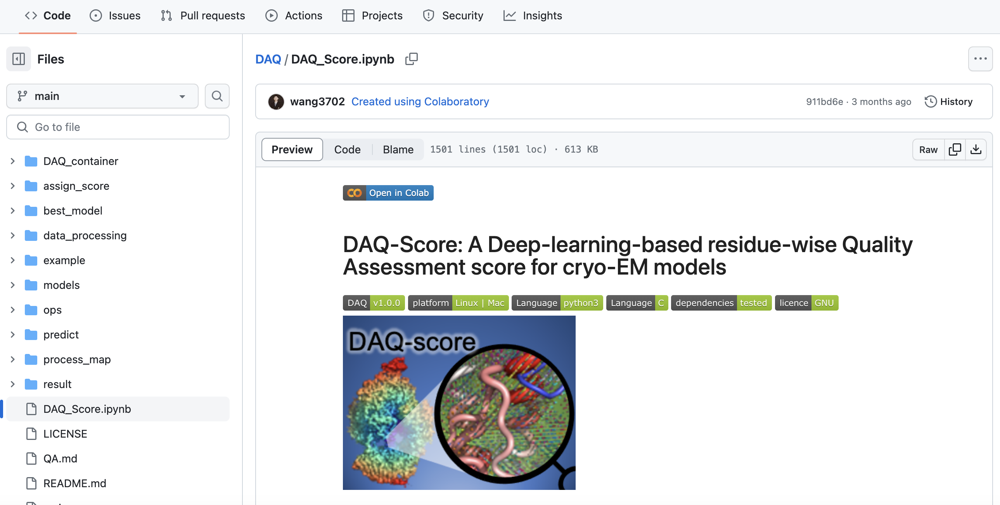 Code Issues Pull requests Actions Projects Security Insights
Files
main
Go to file
DAQ_container
assign_score
best_model
data_processing
example
models
ops
predict
process_map
result
DAQ_Score.ipynb
LICENSE
QA.md
README.md
DAQ / DAQ_Score.ipynb
wang3702 Created using Colaboratory 911bd6e · 3 months ago History
Preview Code Blame 1501 lines (1501 loc) · 613 KB Raw
Open in Colab
DAQ-Score: A Deep-learning-based residue-wise Quality
Assessment score for cryo-EM models
DAQ v1.0.0 platform Linux | Mac Language python3 Language C dependencies tested licence GNU
DAQ-score